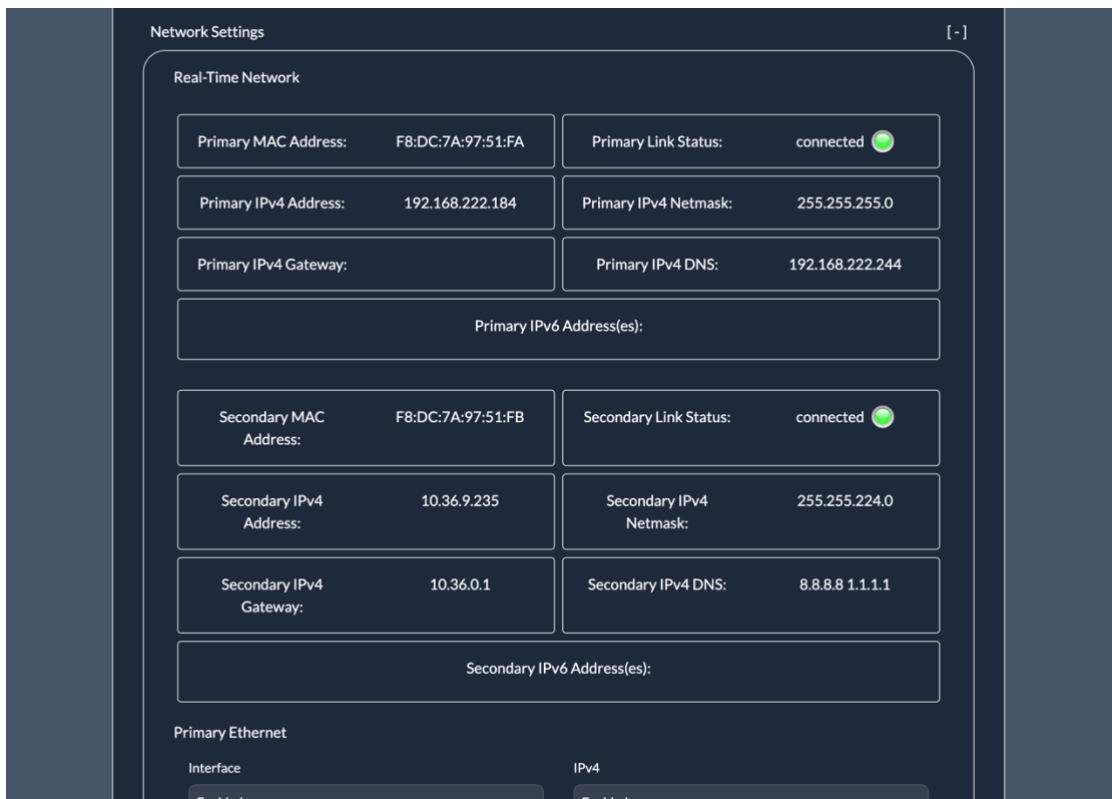 Network Settings [-]
Real-Time Network
Primary MAC Address: F8:DC:7A:97:51:FA
Primary Link Status: connected
Primary IPv4 Address: 192.168.222.184
Primary IPv4 Netmask: 255.255.255.0
Primary IPv4 Gateway:
Primary IPv4 DNS: 192.168.222.244
Primary IPv6 Address(es):
Secondary MAC F8:DC:7A:97:51:FB
Address:
Secondary Link Status: connected
Secondary IPv4 10.36.9.235
Address:
Secondary IPv4 255.255.224.0
Netmask:
Secondary IPv4 10.36.0.1
Gateway:
Secondary IPv4 DNS: 8.8.8.8 1.1.1.1
Secondary IPv6 Address(es):
Primary Ethernet
Interface
IPv4